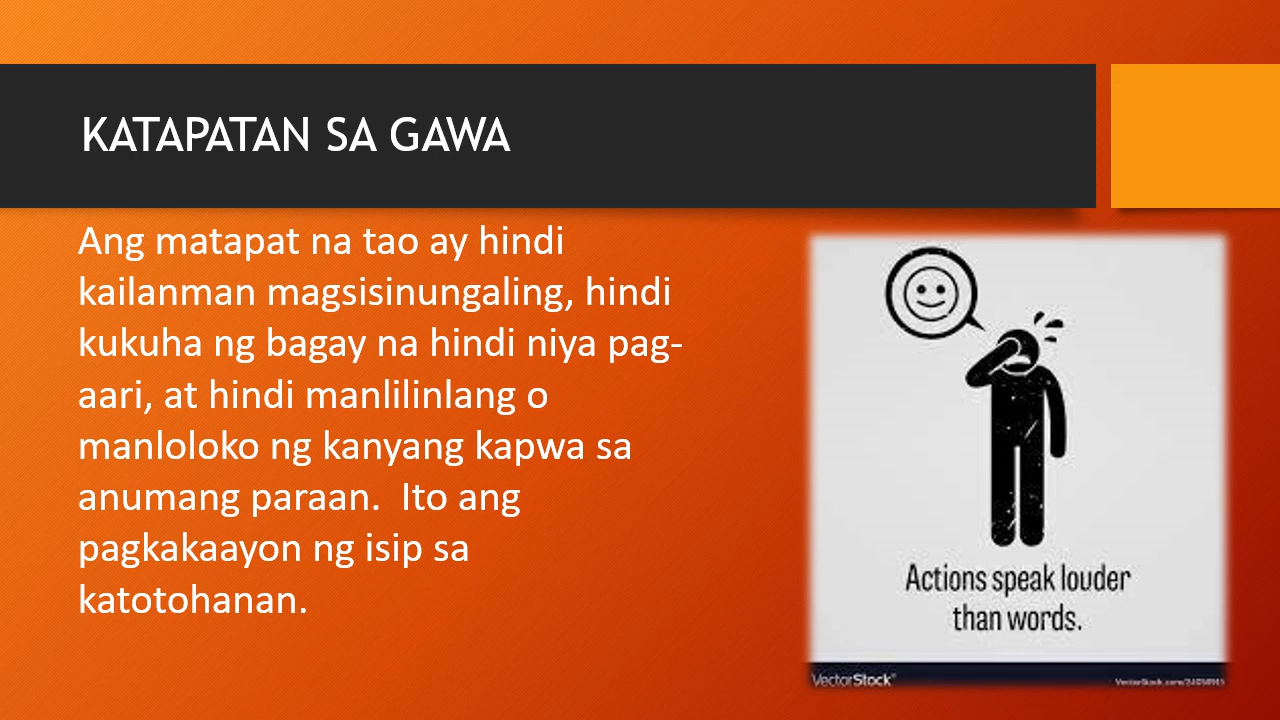 KATAPATAN SA GAWA
Ang matapat na tao ay hindi
kailanman magsisinungaling, hindi
kukuha ng bagay na hindi niya pag-
aari, at hindi manlilinlang o
manloloko ng kanyang kapwa sa
anumang paraan.  Ito ang
pagkakaayon ng isip sa
katotohanan.
Actions speak louder
than words.
VectorStock®